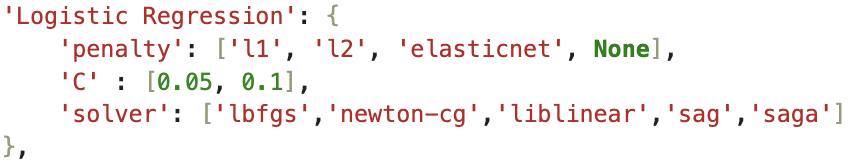 'Logistic Regression': {
    'penalty': ['l1', 'l2', 'elasticnet', None],
    'C' : [0.05, 0.1],
    'solver': ['lbfgs','newton-cg','liblinear','sag','saga']
},